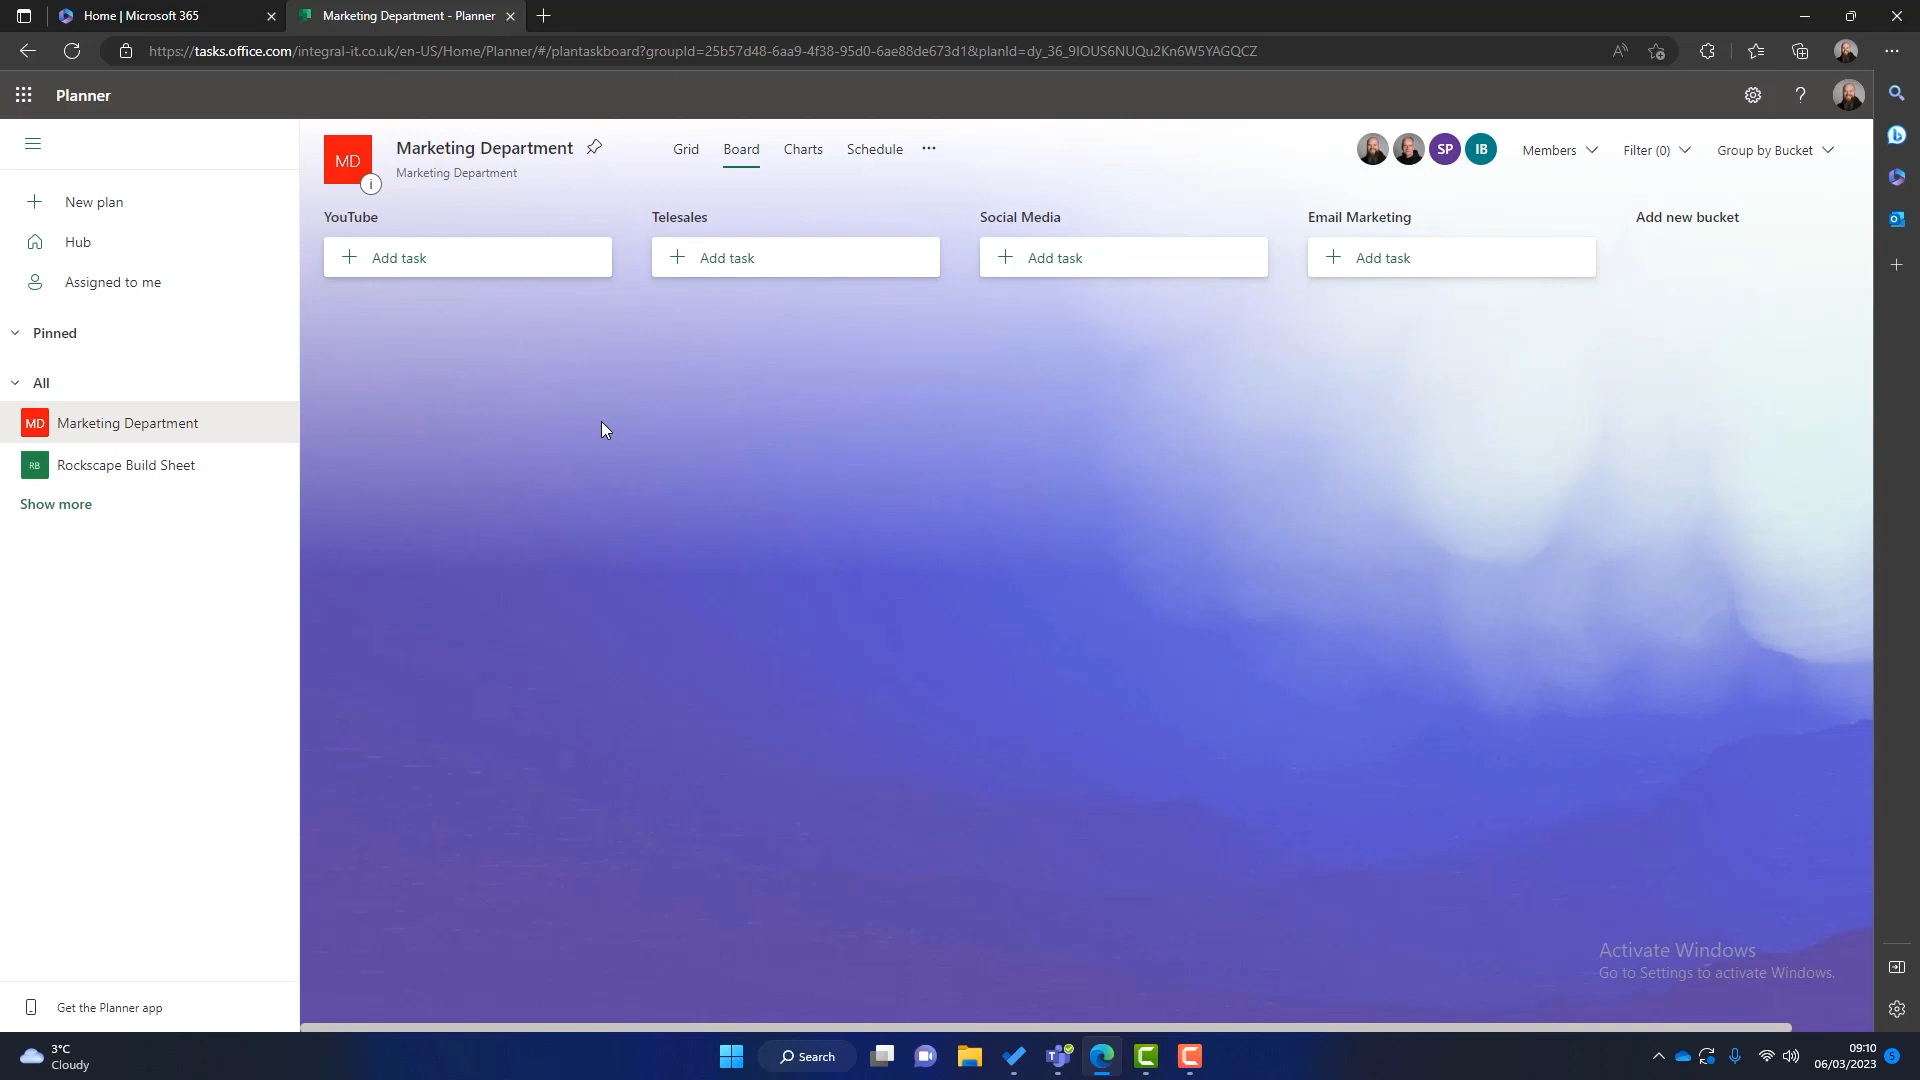 Home | Microsoft 365
Marketing Department - Planner
https://tasks.office.com/integral-it.co.uk/en-US/Home/Planner/#/plantaskboard?groupId=25b57d48-6aa9-4f38-95d0-6ae88de673d1&planId=dy_36_9IOUS6NUQu2Kn6W5YAGQCZ
Planner
MD
Marketing Department
Marketing Department
Grid
Board
Charts
Schedule
SP
IB
Members
Filter (0)
Group by Bucket
New plan
Hub
Assigned to me
Pinned
All
MD Marketing Department
RB Rockscape Build Sheet
Show more
YouTube
Add task
Telesales
Add task
Social Media
Add task
Email Marketing
Add task
Add new bucket
Activate Windows
Go to Settings to activate Windows.
Get the Planner app
3°C
Cloudy
Search
09:10
06/03/2023
5